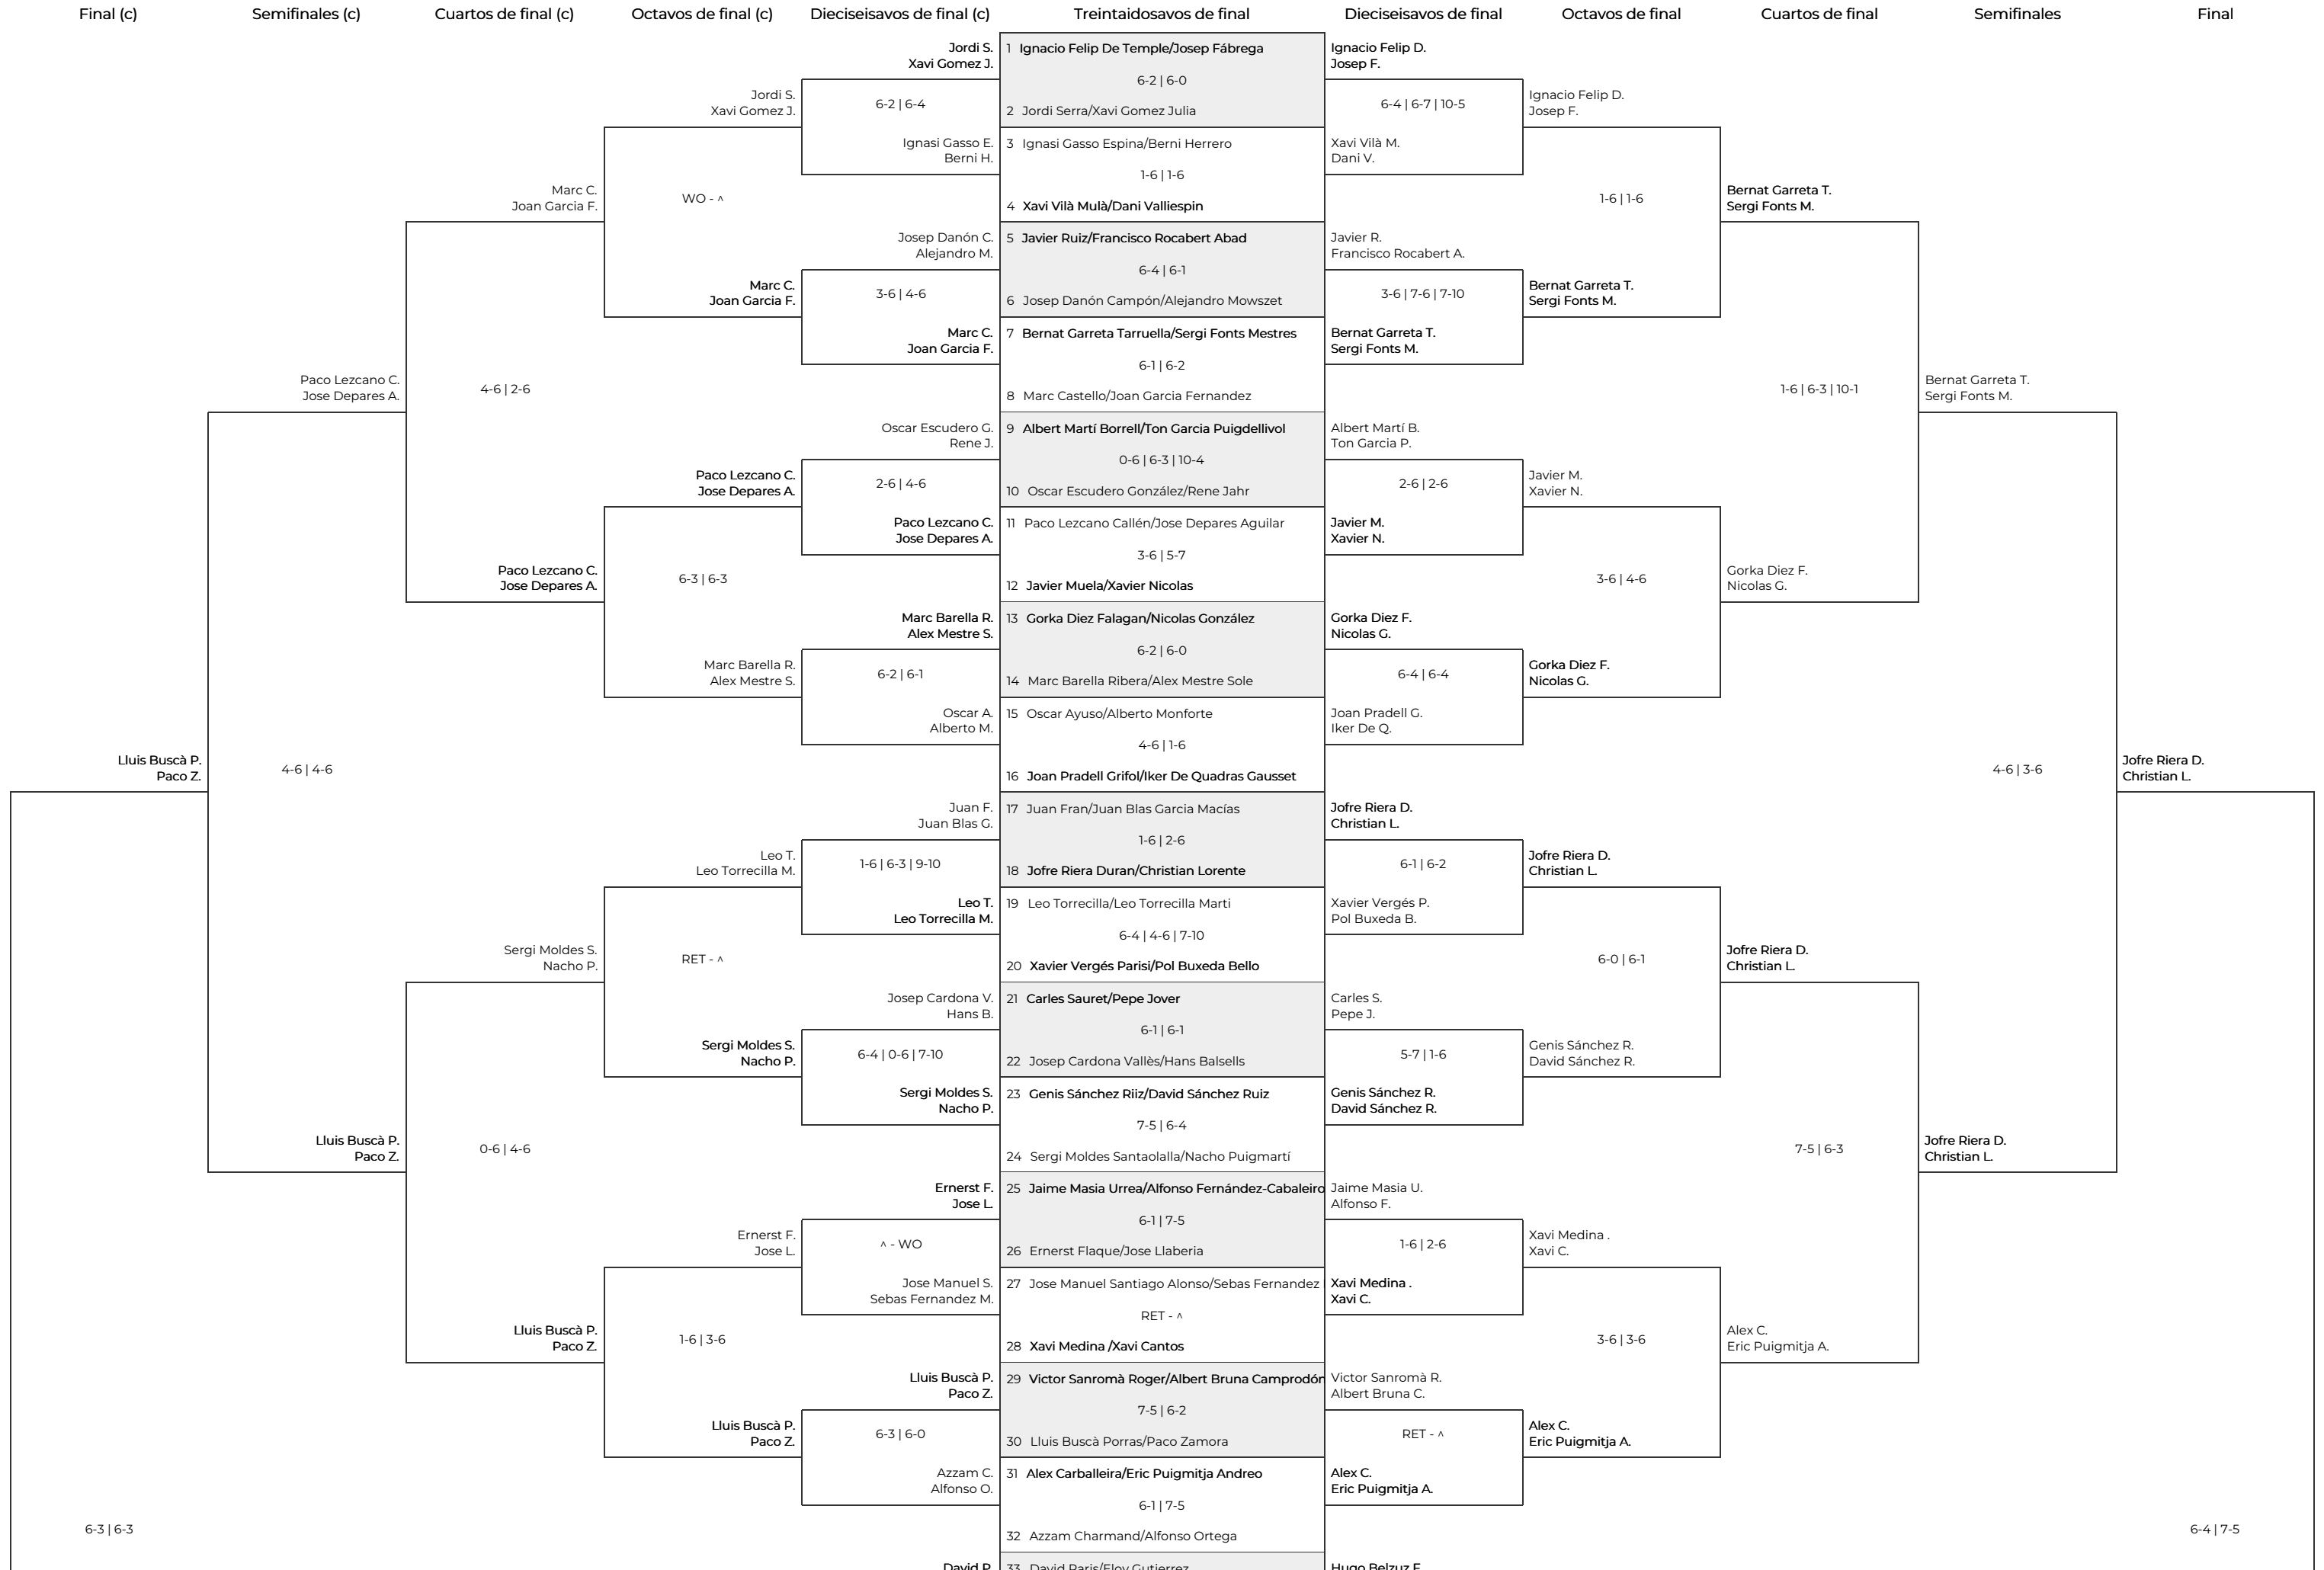 Final (c)
Semifinales (c)
Cuartos de final (c)
Octavos de final (c)
Dieciseisavos de final (c)
Treintaidosavos de final
Dieciseisavos de final
Octavos de final
Cuartos de final
Semifinales
Final
Lluis Buscà P.
Paco Z.
6-3 | 6-3
Paco Lezcano C.
Jose Depares A.
4-6 | 4-6
Lluis Buscà P.
Paco Z.
Marc C.
Joan Garcia F.
4-6 | 2-6
Paco Lezcano C.
Jose Depares A.
Sergi Moldes S.
Nacho P.
0-6 | 4-6
Lluis Buscà P.
Paco Z.
Jordi S.
Xavi Gomez J.
WO - ^
Marc C.
Joan Garcia F.
Paco Lezcano C.
Jose Depares A.
6-3 | 6-3
Marc Barella R.
Alex Mestre S.
Leo T.
Leo Torrecilla M.
RET - ^
Sergi Moldes S.
Nacho P.
Ernerst F.
Jose L.
1-6 | 3-6
Lluis Buscà P.
Paco Z.
Jordi S.
Xavi Gomez J.
6-2 | 6-4
Ignasi Gasso E.
Berni H.
Josep Danón C.
Alejandro M.
3-6 | 4-6
Marc C.
Joan Garcia F.
Oscar Escudero G.
Rene J.
2-6 | 4-6
Paco Lezcano C.
Jose Depares A.
Marc Barella R.
Alex Mestre S.
6-2 | 6-1
Oscar A.
Alberto M.
Juan F.
Juan Blas G.
1-6 | 6-3 | 9-10
Leo T.
Leo Torrecilla M.
Josep Cardona V.
Hans B.
6-4 | 0-6 | 7-10
Sergi Moldes S.
Nacho P.
Ernerst F.
Jose L.
^ - WO
Jose Manuel S.
Sebas Fernandez M.
Lluis Buscà P.
Paco Z.
6-3 | 6-0
Azzam C.
Alfonso O.
David P.
1 Ignacio Felip De Temple/Josep Fábrega
6-2 | 6-0
2 Jordi Serra/Xavi Gomez Julia
3 Ignasi Gasso Espina/Berni Herrero
1-6 | 1-6
4 Xavi Vilà Mulà/Dani Valliespin
5 Javier Ruiz/Francisco Rocabert Abad
6-4 | 6-1
6 Josep Danón Campón/Alejandro Mowszet
7 Bernat Garreta Tarruella/Sergi Fonts Mestres
6-1 | 6-2
8 Marc Castello/Joan Garcia Fernandez
9 Albert Martí Borrell/Ton Garcia Puigdellivol
0-6 | 6-3 | 10-4
10 Oscar Escudero González/Rene Jahr
11 Paco Lezcano Callén/Jose Depares Aguilar
3-6 | 5-7
12 Javier Muela/Xavier Nicolas
13 Gorka Diez Falagan/Nicolas González
6-2 | 6-0
14 Marc Barella Ribera/Alex Mestre Sole
15 Oscar Ayuso/Alberto Monforte
4-6 | 1-6
16 Joan Pradell Grifol/Iker De Quadras Gausset
17 Juan Fran/Juan Blas Garcia Macías
1-6 | 2-6
18 Jofre Riera Duran/Christian Lorente
19 Leo Torrecilla/Leo Torrecilla Marti
6-4 | 4-6 | 7-10
20 Xavier Vergés Parisi/Pol Buxeda Bello
21 Carles Sauret/Pepe Jover
6-1 | 6-1
22 Josep Cardona Vallès/Hans Balsells
23 Genis Sánchez Riiz/David Sánchez Ruiz
7-5 | 6-4
24 Sergi Moldes Santaolalla/Nacho Puigmartí
25 Jaime Masia Urrea/Alfonso Fernández-Cabaleiro
6-1 | 7-5
26 Ernerst Flaque/Jose Llaberia
27 Jose Manuel Santiago Alonso/Sebas Fernandez
RET - ^
28 Xavi Medina /Xavi Cantos
29 Victor Sanromà Roger/Albert Bruna Camprodón
7-5 | 6-2
30 Lluis Buscà Porras/Paco Zamora
31 Alex Carballeira/Eric Puigmitja Andreo
6-1 | 7-5
32 Azzam Charmand/Alfonso Ortega
33 David Paris/Eloy Gutierrez
Ignacio Felip D.
Josep F.
6-4 | 6-7 | 10-5
Xavi Vilà M.
Dani V.
Javier R.
Francisco Rocabert A.
3-6 | 7-6 | 7-10
Bernat Garreta T.
Sergi Fonts M.
Albert Martí B.
Ton Garcia P.
2-6 | 2-6
Javier M.
Xavier N.
Gorka Diez F.
Nicolas G.
6-4 | 6-4
Joan Pradell G.
Iker De Q.
Jofre Riera D.
Christian L.
6-1 | 6-2
Xavier Vergés P.
Pol Buxeda B.
Carles S.
Pepe J.
5-7 | 1-6
Genis Sánchez R.
David Sánchez R.
Jaime Masia U.
Alfonso F.
1-6 | 2-6
Xavi Medina .
Xavi C.
Victor Sanromà R.
Albert Bruna C.
RET - ^
Alex C.
Eric Puigmitja A.
Hugo Belzuz F.
Ignacio Felip D.
Josep F.
1-6 | 1-6
Bernat Garreta T.
Sergi Fonts M.
Javier M.
Xavier N.
3-6 | 4-6
Gorka Diez F.
Nicolas G.
Jofre Riera D.
Christian L.
6-0 | 6-1
Genis Sánchez R.
David Sánchez R.
Xavi Medina .
Xavi C.
3-6 | 3-6
Alex C.
Eric Puigmitja A.
Bernat Garreta T.
Sergi Fonts M.
1-6 | 6-3 | 10-1
Gorka Diez F.
Nicolas G.
Jofre Riera D.
Christian L.
7-5 | 6-3
Alex C.
Eric Puigmitja A.
Bernat Garreta T.
Sergi Fonts M.
4-6 | 3-6
Jofre Riera D.
Christian L.
Jofre Riera D.
Christian L.
6-4 | 7-5